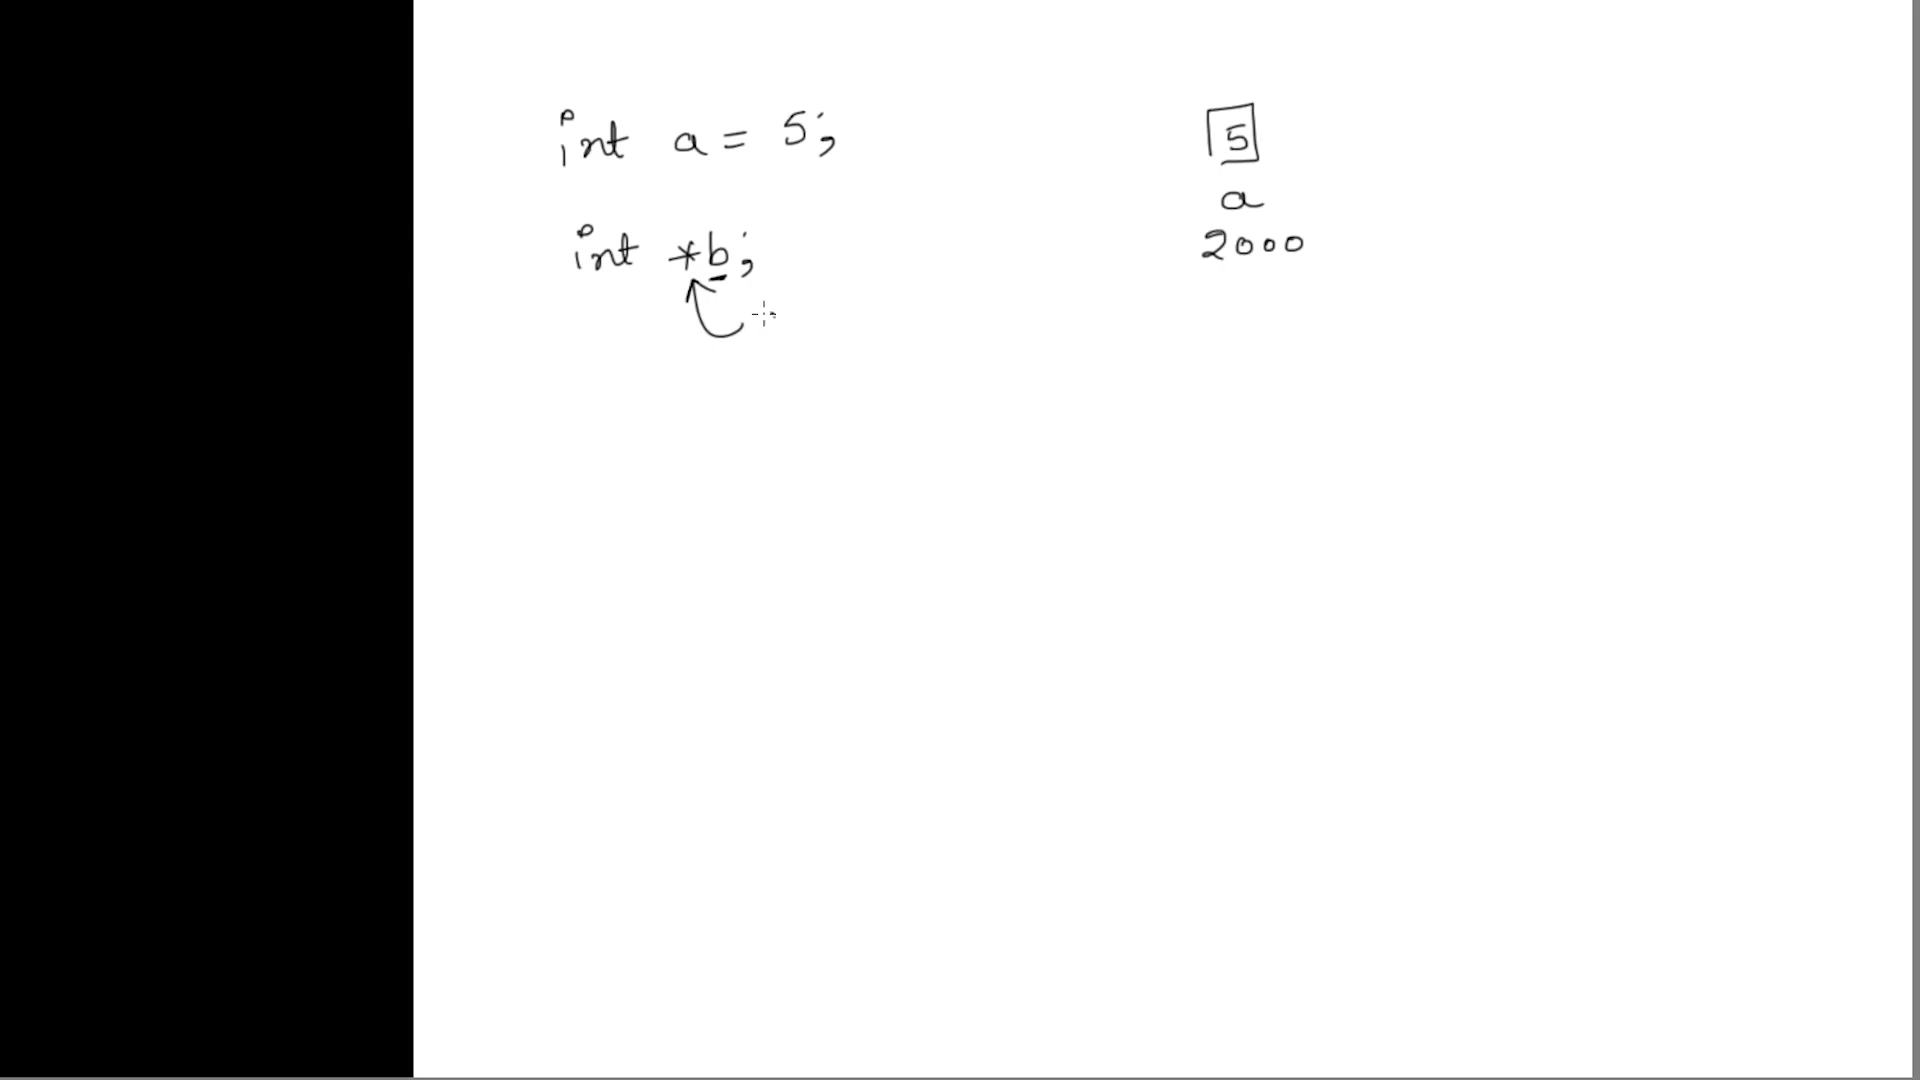 int a = 5;
int *b;
5
a
2000